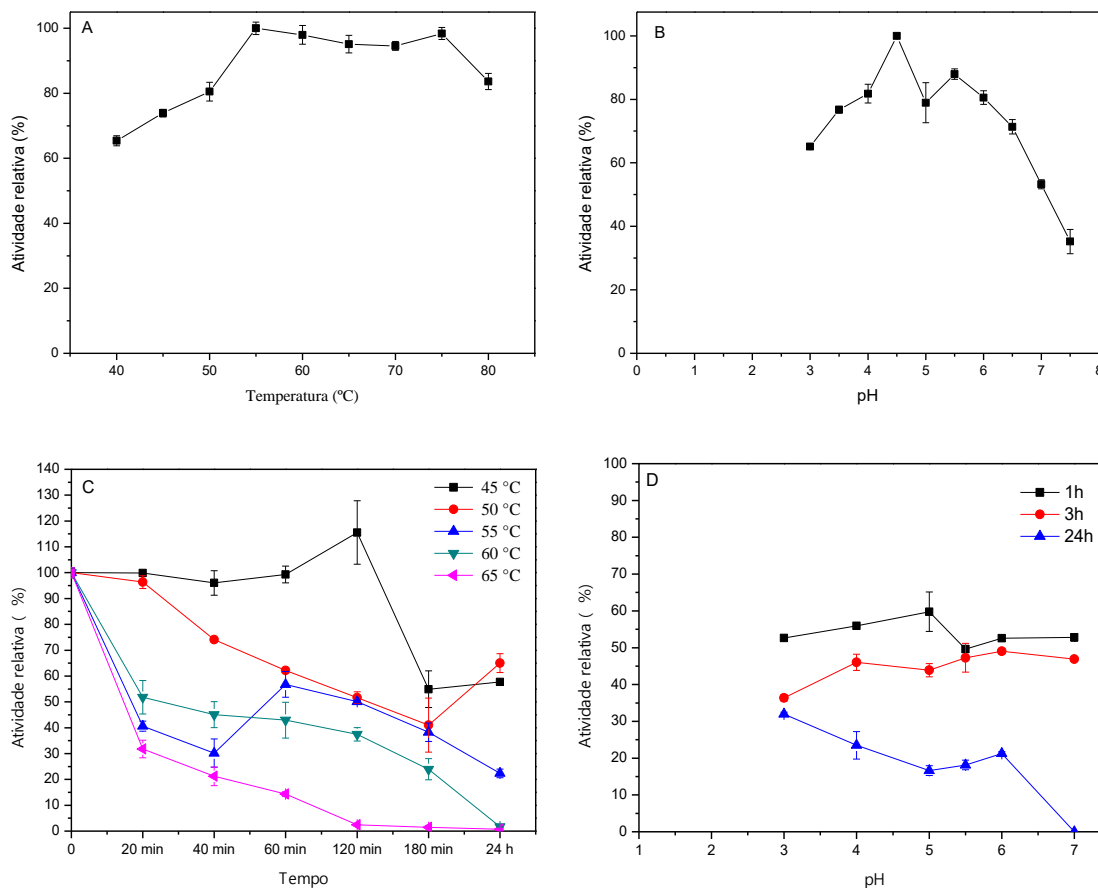 A
Atividade relativa (%)
100
80
60
40
20
0
40
50
60
70
80
Temperatura (ºC)
B
Atividade relativa (%)
100
80
60
40
20
0
0
1
2
3
4
5
6
7
8
pH
C
Atividade relativa ( %)
140
130
120
110
100
90
80
70
60
50
40
30
20
10
0
45 °C
50 °C
55 °C
60 °C
65 °C
0
20 min
40 min
60 min
120 min
180 min
24 h
Tempo
D
Atividade relativa ( %)
100
90
80
70
60
50
40
30
20
10
0
1h
3h
24h
1
2
3
4
5
6
7
pH